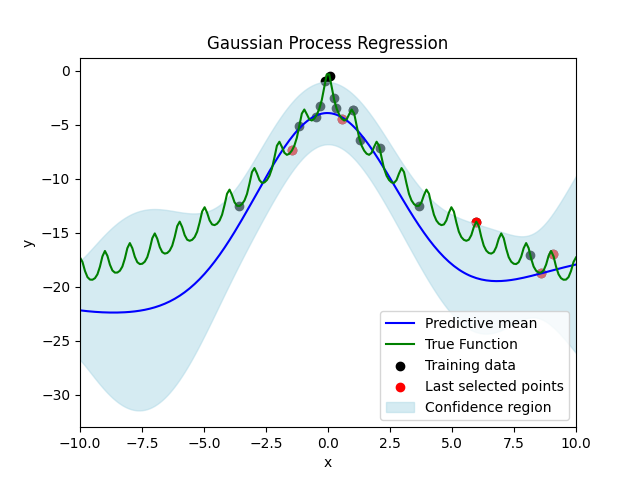 Gaussian Process Regression
0
−5
−10
−15
−20
−25
−30
y
−10.0 −7.5 −5.0 −2.5 0.0 2.5 5.0 7.5 10.0
x
Predictive mean
True Function
Training data
Last selected points
Confidence region